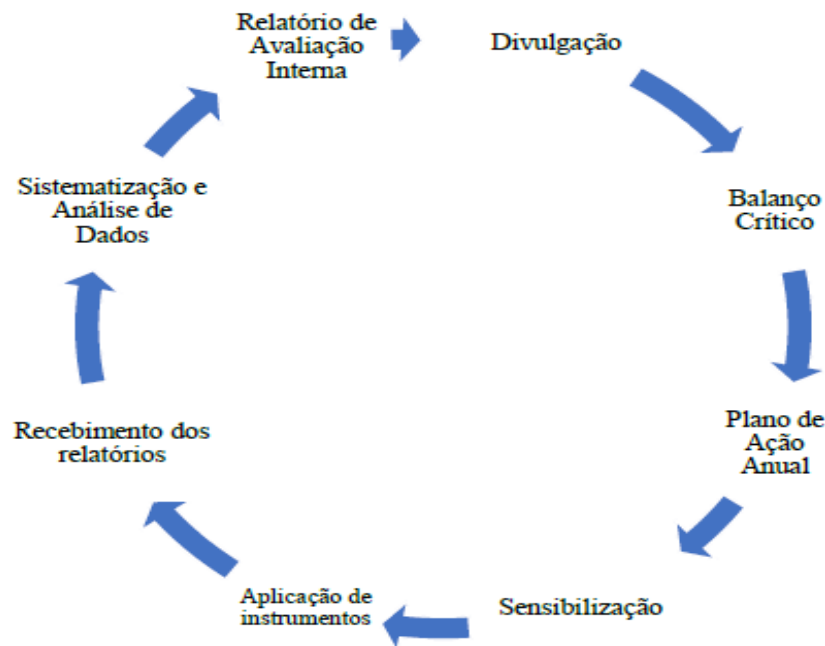 Relatório de
Avaliação
Interna
Divulgação
Balanço
Crítico
Plano de
Ação
Anual
Sensibilização
Aplicação de
instrumentos
Recebimento dos
relatórios
Sistematização e
Análise de
Dados